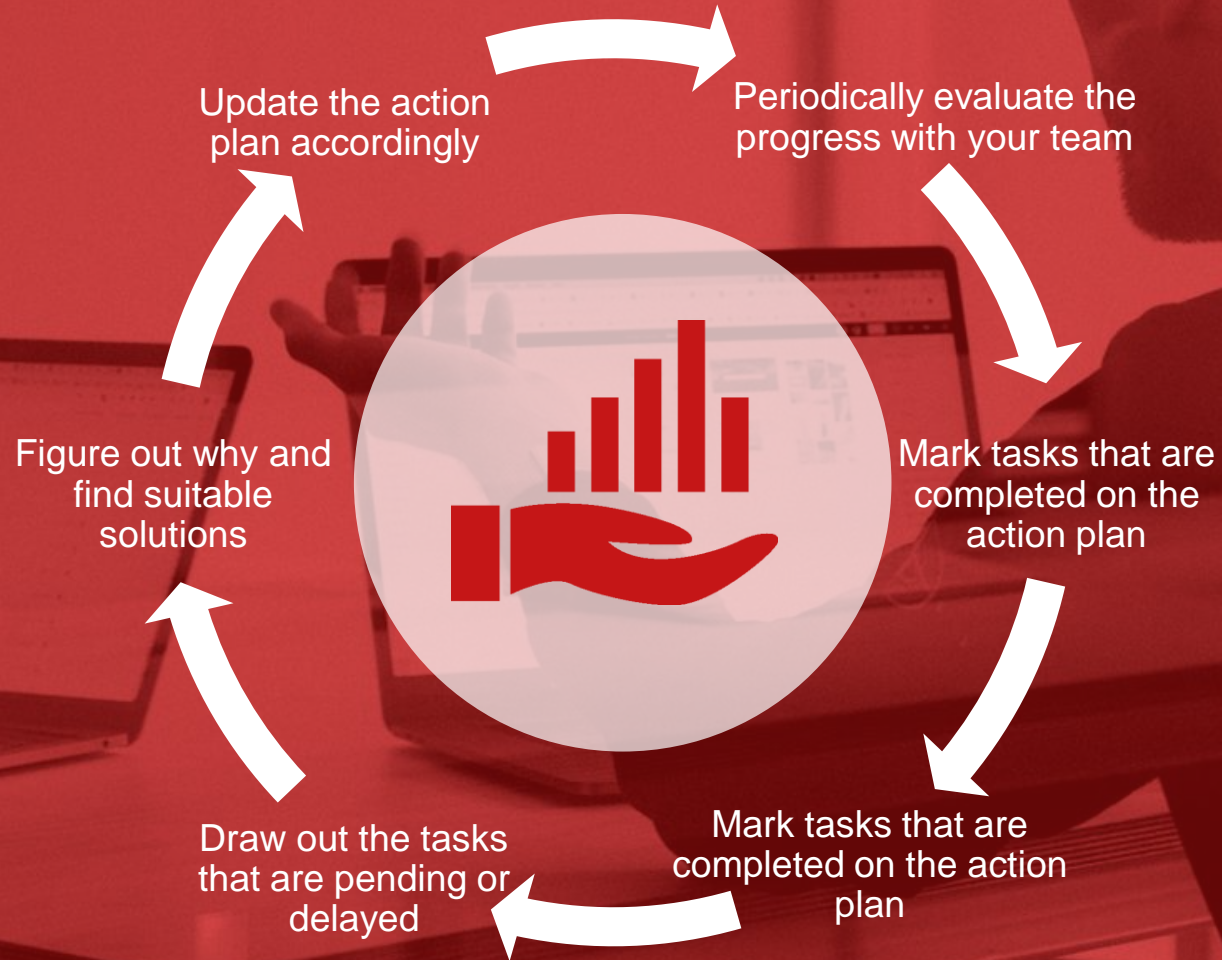 Update the action
plan accordingly
Periodically evaluate the
progress with your team
Mark tasks that are
completed on the
action plan
Mark tasks that are
completed on the action
plan
Draw out the tasks
that are pending or
delayed
Figure out why and
find suitable
solutions